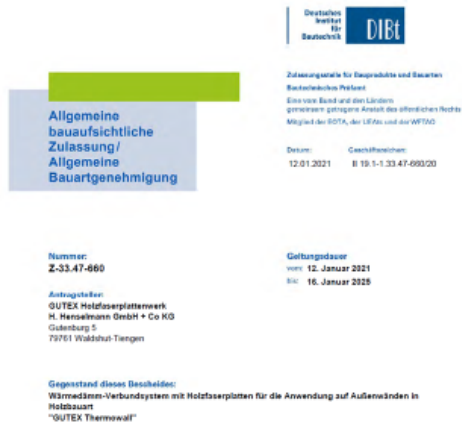 Deutsches
Institut
für
Bautechnik
DIBt
Zulassungsstelle für Bauprodukte und Bauarten
Bautechnisches Prüfamt
Eine vom Bund und den Ländern
gemeinsam getragene Anstalt des öffentlichen Rechts
Mitglied der EOTA, der UEAtc und der WFTAO
Datum: Geschäftszeichen:
12.01.2021 II 19.1-1.33.47-660/20
Allgemeine
bauaufsichtliche
Zulassung/
Allgemeine
Bauartgenehmigung
Nummer:
Z-33.47-660
Geltungsdauer
vom: 12. Januar 2021
bis: 16. Januar 2025
Antragsteller:
GUTEX Holzfaserplattenwerk
H. Henselmann GmbH + Co KG
Gutenburg 5
79761 Waldshut-Tiengen
Gegenstand dieses Bescheides:
Wärmedämm-Verbundsystem mit Holzfaserplatten für die Anwendung auf Außenwänden in
Holzbauart
"GUTEX Thermowall"